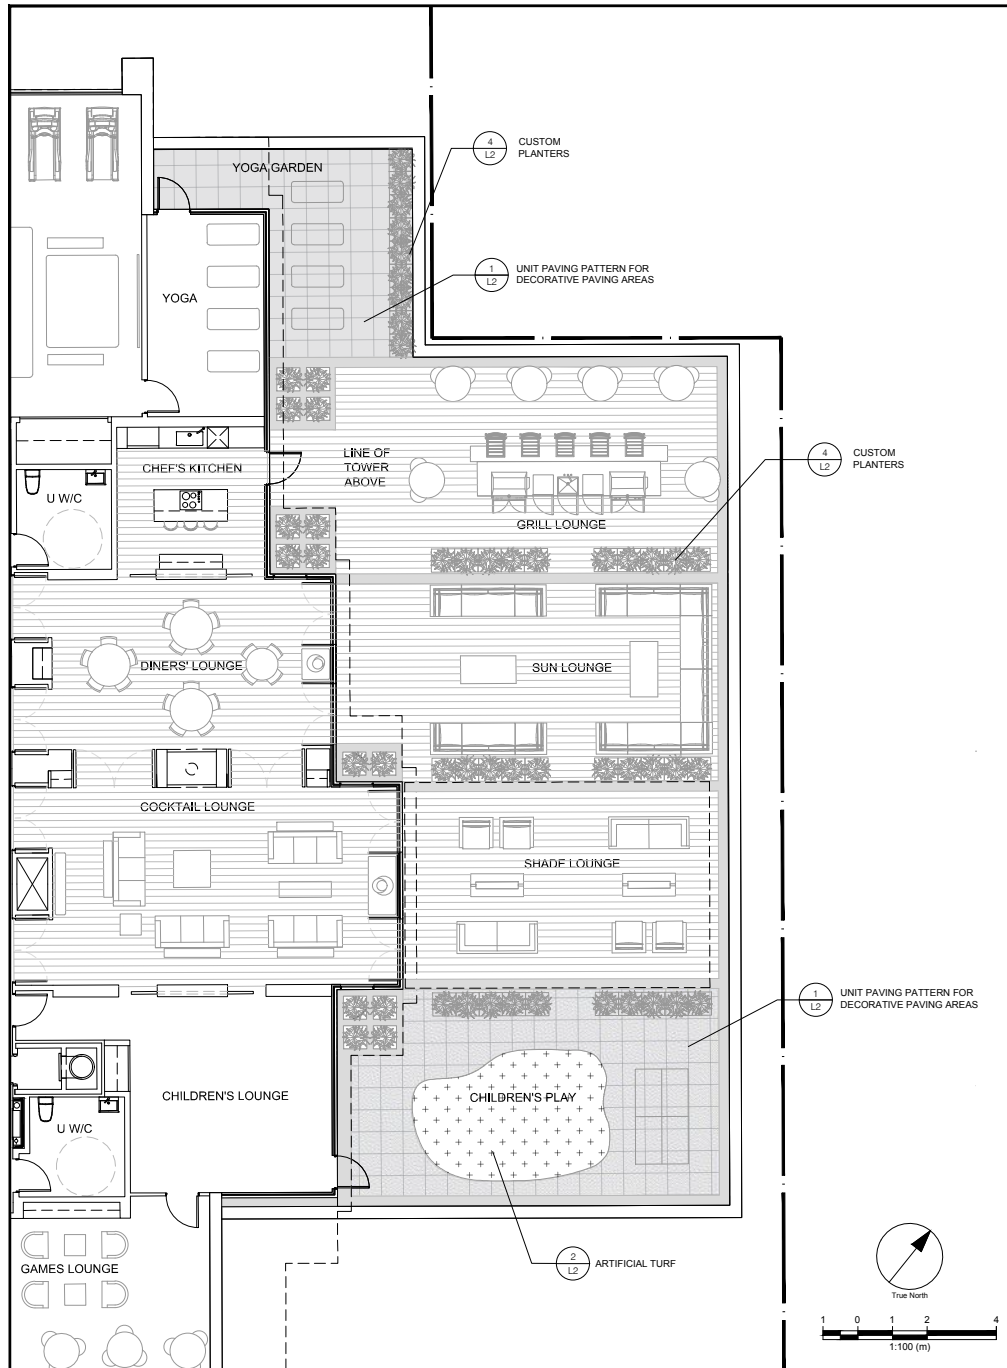 4
L2
CUSTOM
PLANTERS
YOGA GARDEN
1
L2
UNIT PAVING PATTERN FOR
DECORATIVE PAVING AREAS
YOGA
LINE OF
TOWER
ABOVE
CHEF'S KITCHEN
4
L2
CUSTOM
PLANTERS
U W/C
GRILL LOUNGE
DINERS' LOUNGE
SUN LOUNGE
COCKTAIL LOUNGE
SHADE LOUNGE
1
L2
UNIT PAVING PATTERN FOR
DECORATIVE PAVING AREAS
CHILDREN'S LOUNGE
CHILDREN'S PLAY
U W/C
GAMES LOUNGE
2
L2
ARTIFICIAL TURF
True North
1 0 1 2 4
1:100 (m)